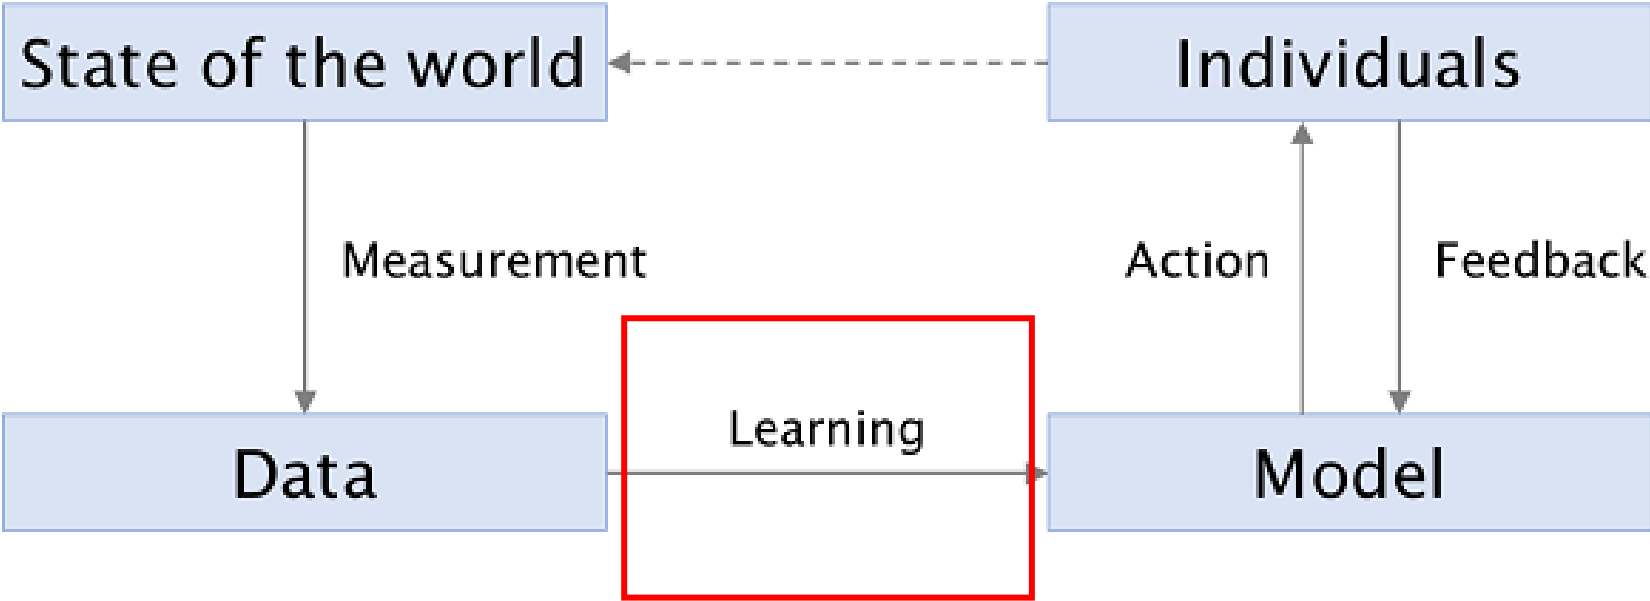 State of the world
Individuals
Measurement
Action
Feedback
Learning
Data
Model